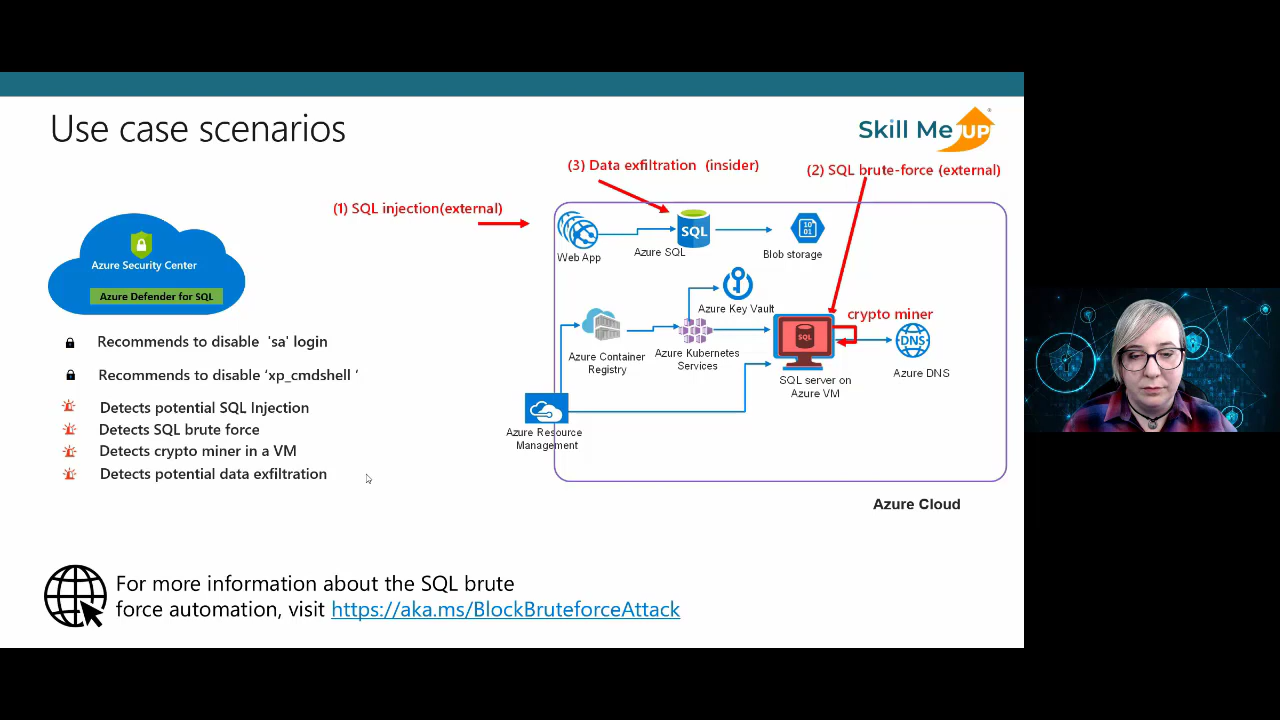 Use case scenarios
Skill Me UP
(3) Data exfiltration (insider)
(2) SQL brute-force (external)
(1) SQL injection(external)
Azure Security Center
Azure Defender for SQL
Recommends to disable 'sa' login
Recommends to disable ‘xp_cmdshell ‘
Detects potential SQL Injection
Detects SQL brute force
Detects crypto miner in a VM
Detects potential data exfiltration
Web App
SQL
Azure SQL
10
01
Blob storage
Azure Key Vault
Azure Container
Registry
Azure Kubernetes
Services
crypto miner
SQL
SQL server on
Azure VM
DNS
Azure DNS
Azure Resource
Management
Azure Cloud
For more information about the SQL brute
force automation, visit https://aka.ms/BlockBruteforceAttack